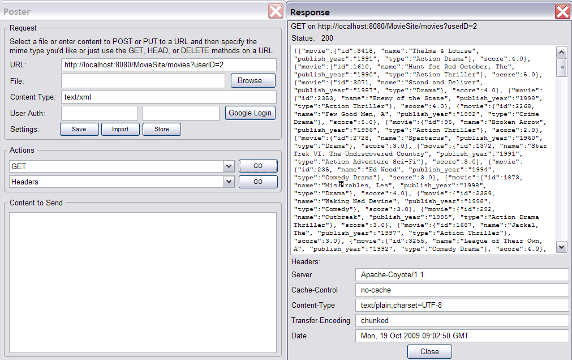 Poster
Request
Select a file or enter content to POST or PUT to a URL and then specify the
mime type you'd like or just use the GET, HEAD, or DELETE methods on a URL.
URL: http://localhost:8080/MovieSite/movies?userID=2
File: Browse
Content Type: text/xml
User Auth: Google Login
Settings: Save Import Store
Actions
GET GO
Headers GO
Content to Send
Response
GET on http://localhost:8080/MovieSite/movies?userID=2
Status: 200
[{"movie":{"id":3418, "name":"Thelma & Louise",
"publish_year":"1991", "type":"Action Drama"}, "score":4.0},
{"movie":{"id":1610, "name":"Hunt for Red October, The",
"publish_year":"1990", "type":"Action Thriller"}, "score":5.0},
{"movie":{"id":3071, "name":"Stand and Deliver",
"publish_year":"1987", "type":"Drama"}, "score":4.0}, {"movie":
{"id":2353, "name":"Enemy of the State", "publish_year":"1998",
"type":"Action Thriller"}, "score":4.0}, {"movie":{"id":2268,
"name":"Few Good Men, A", "publish_year":"1992", "type":"Crime
Drama"}, "score":5.0}, {"movie":{"id":95, "name":"Broken Arrow",
"publish_year":"1996", "type":"Action Thriller"}, "score":2.0},
{"movie":{"id":2728, "name":"Spartacus", "publish_year":"1960",
"type":"Drama"}, "score":3.0}, {"movie":{"id":1372, "name":"Star
Trek VI: The Undiscovered Country", "publish_year":"1991",
"type":"Action Adventure Sci-Fi"}, "score":3.0}, {"movie":
{"id":235, "name":"Ed Wood", "publish_year":"1994",
"type":"Comedy Drama"}, "score":3.0}, {"movie":{"id":1873,
"name":"Misérables, Les", "publish_year":"1998",
"type":"Drama"}, "score":4.0}, {"movie":{"id":2359,
"name":"Waking Ned Devine", "publish_year":"1998",
"type":"Comedy"}, "score":3.0}, {"movie":{"id":292,
"name":"Outbreak", "publish_year":"1995", "type":"Action Drama
Thriller"}, "score":3.0}, {"movie":{"id":1687, "name":"Jackal,
The", "publish_year":"1997", "type":"Action Thriller"},
"score":3.0}, {"movie":{"id":3255, "name":"League of Their Own,
A", "publish_year":"1992", "type":"Comedy Drama"}, "score":4.0},
Headers:
Server Apache-Coyote/1.1
Cache-Control no-cache
Content-Type text/plain;charset=UTF-8
Transfer-Encoding chunked
Date Mon, 19 Oct 2009 09:02:50 GMT
Close